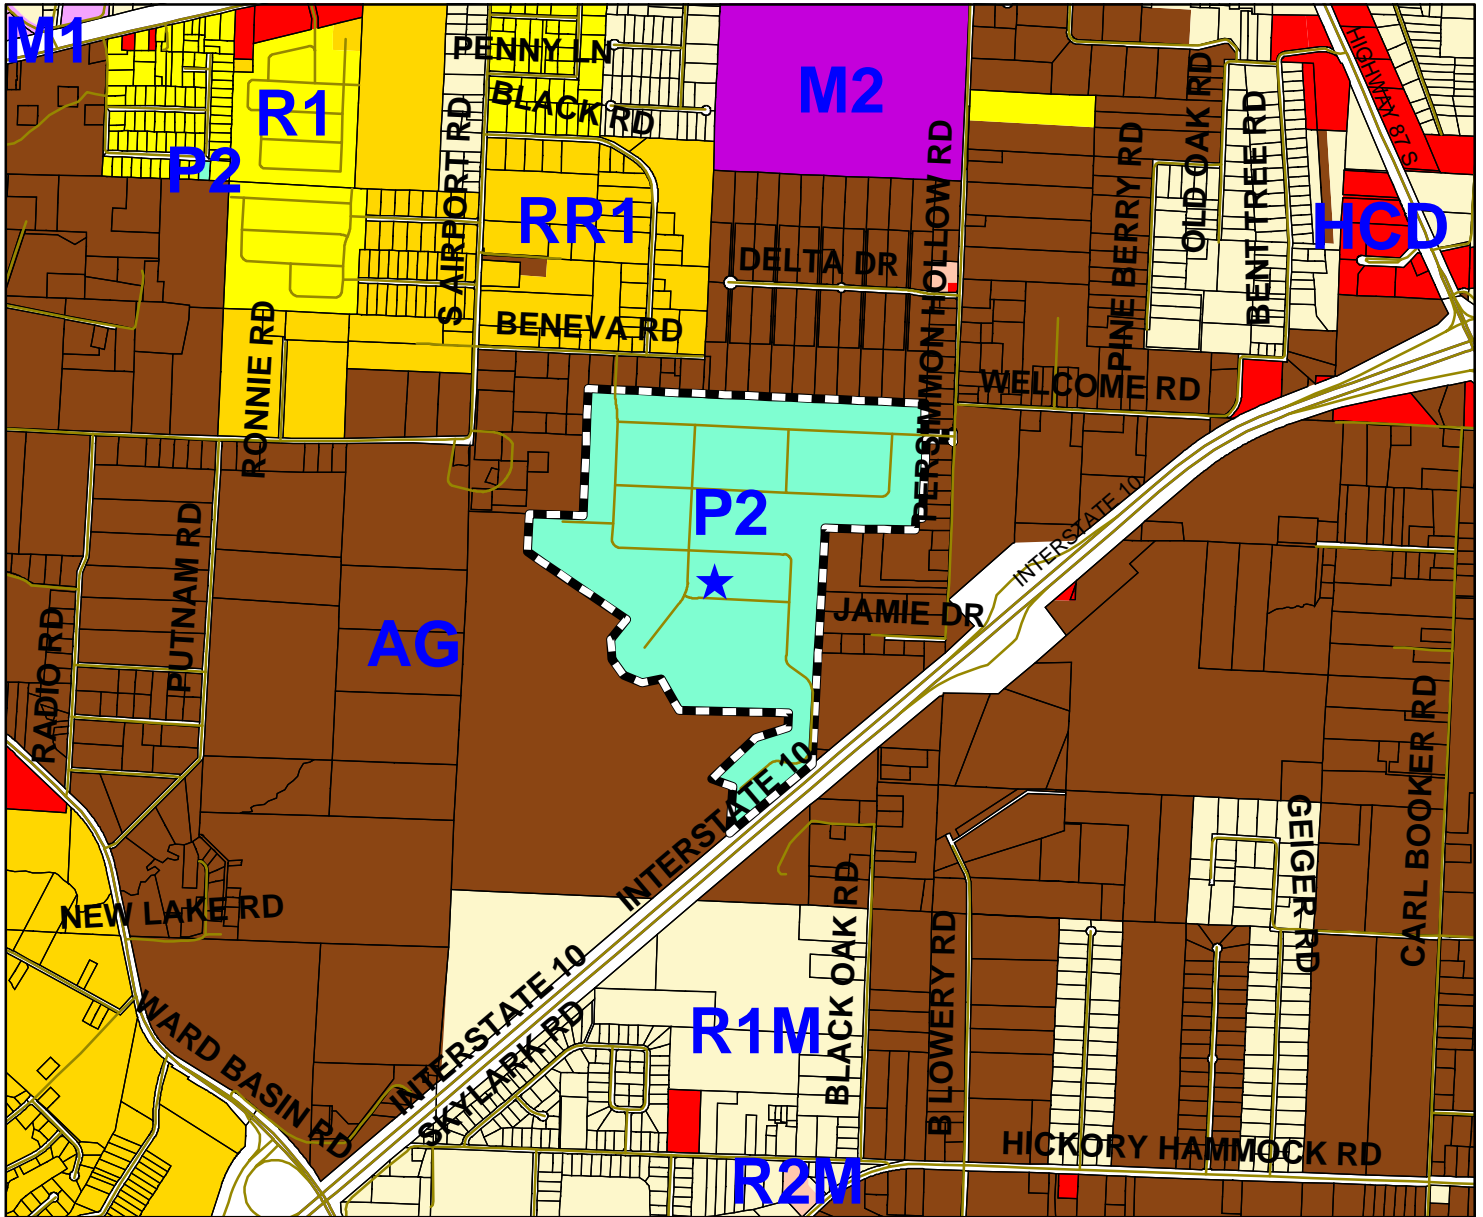 M1
PENNY LN
M2
HIGHWAY 87 S
R1
BLACK RD
P2
S AIRPORT RD
RR1
PERSIMMON HOLLOW RD
PINE BERRY RD
OLD OAK RD
BENT TREE RD
HCD
DELTA DR
BENEVA RD
RONNIE RD
WELCOME RD
PUTNAM RD
P2
INTERSTATE 10
RADIO RD
AG
JAMIE DR
INTERSTATE 10
CARL BOOKER RD
GEIGER RD
NEW LAKE RD
BLACK OAK RD
B LOWERY RD
WARD BASIN RD
INTERSTATE 10
SKYLARK RD
R1M
HICKORY HAMMOCK RD
R2M